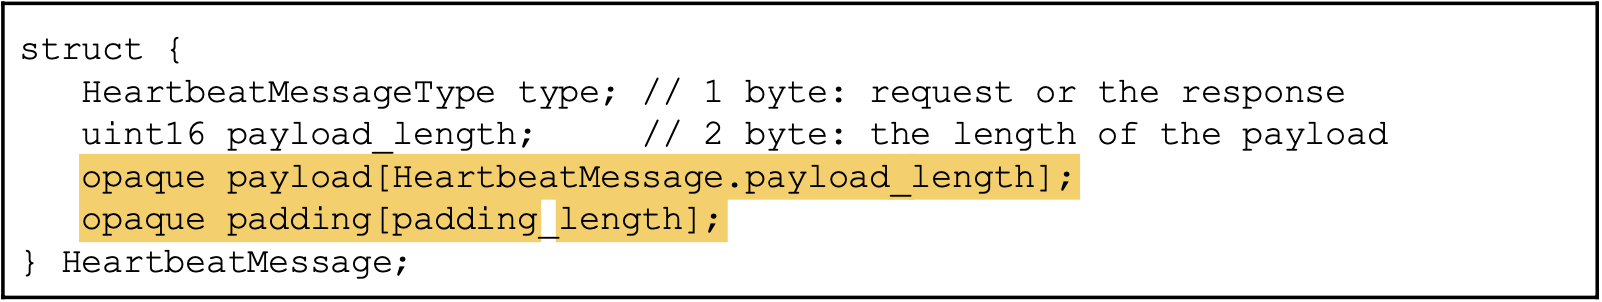 struct {
   HeartbeatMessageType type; // 1 byte: request or the response
   uint16 payload_length;     // 2 byte: the length of the payload
   opaque payload[HeartbeatMessage.payload_length];
   opaque padding[padding_length];
} HeartbeatMessage;